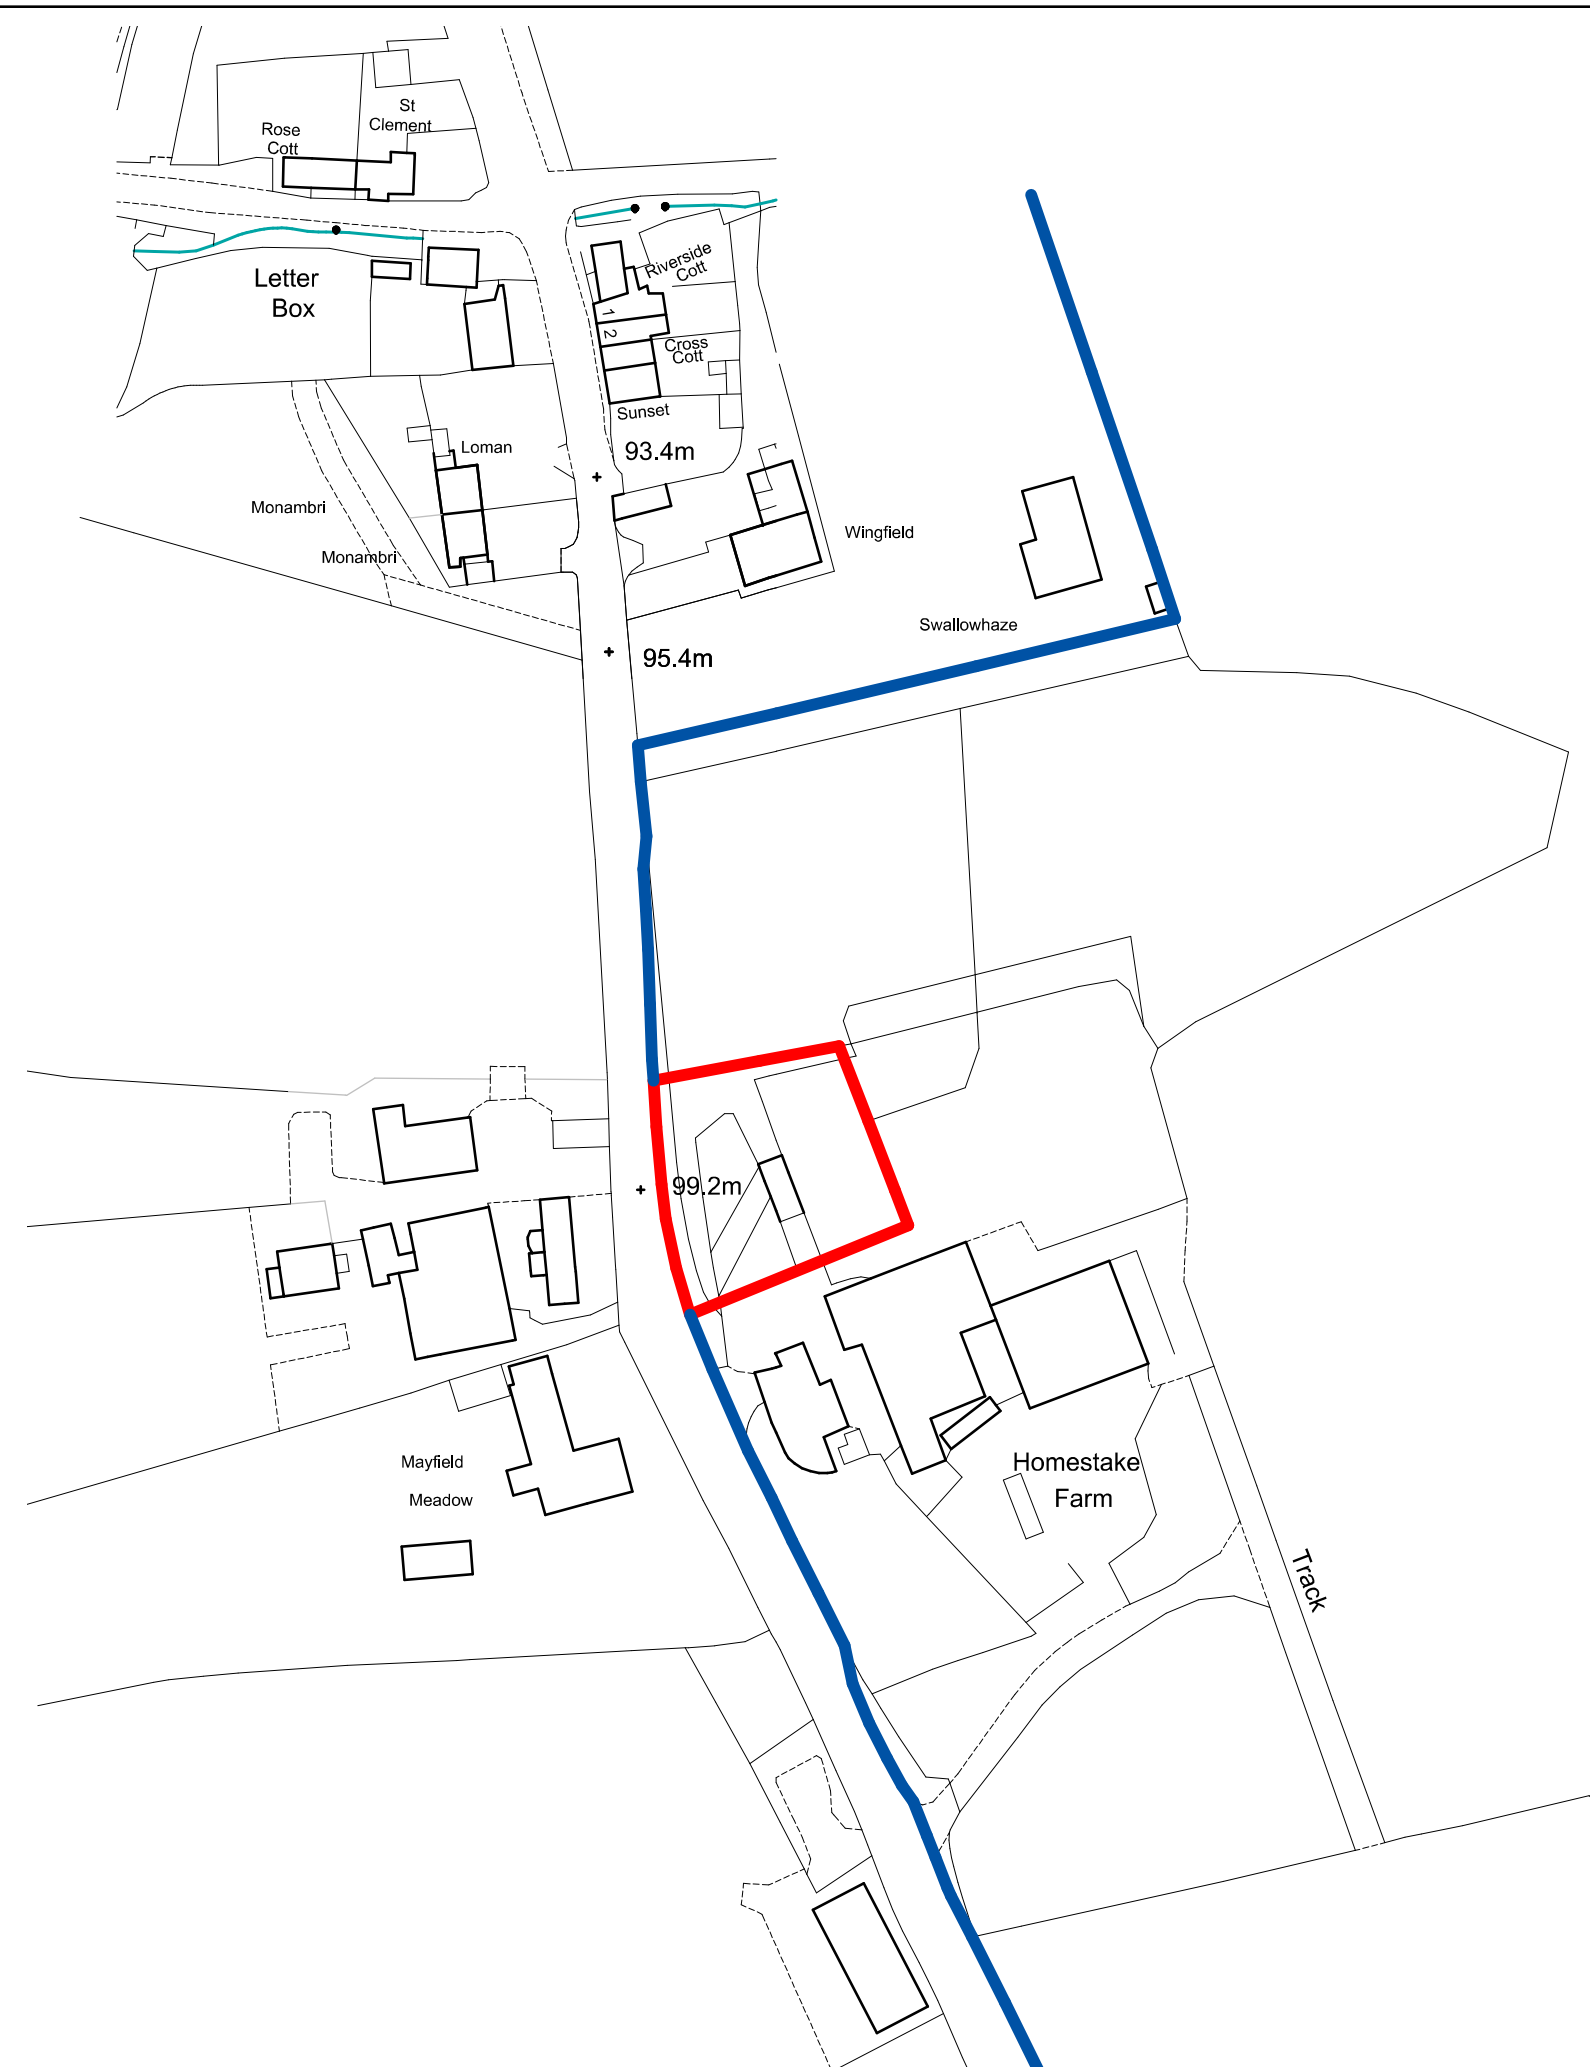 St
Clement
Rose
Cott
Riverside
Cott
Letter
Box
1
2
Cross
Cott
Sunset
93.4m
Loman
Monambri
Wingfield
Monambri
Swallowhaze
95.4m
99.2m
Mayfield
Meadow
Homestake
Farm
Track